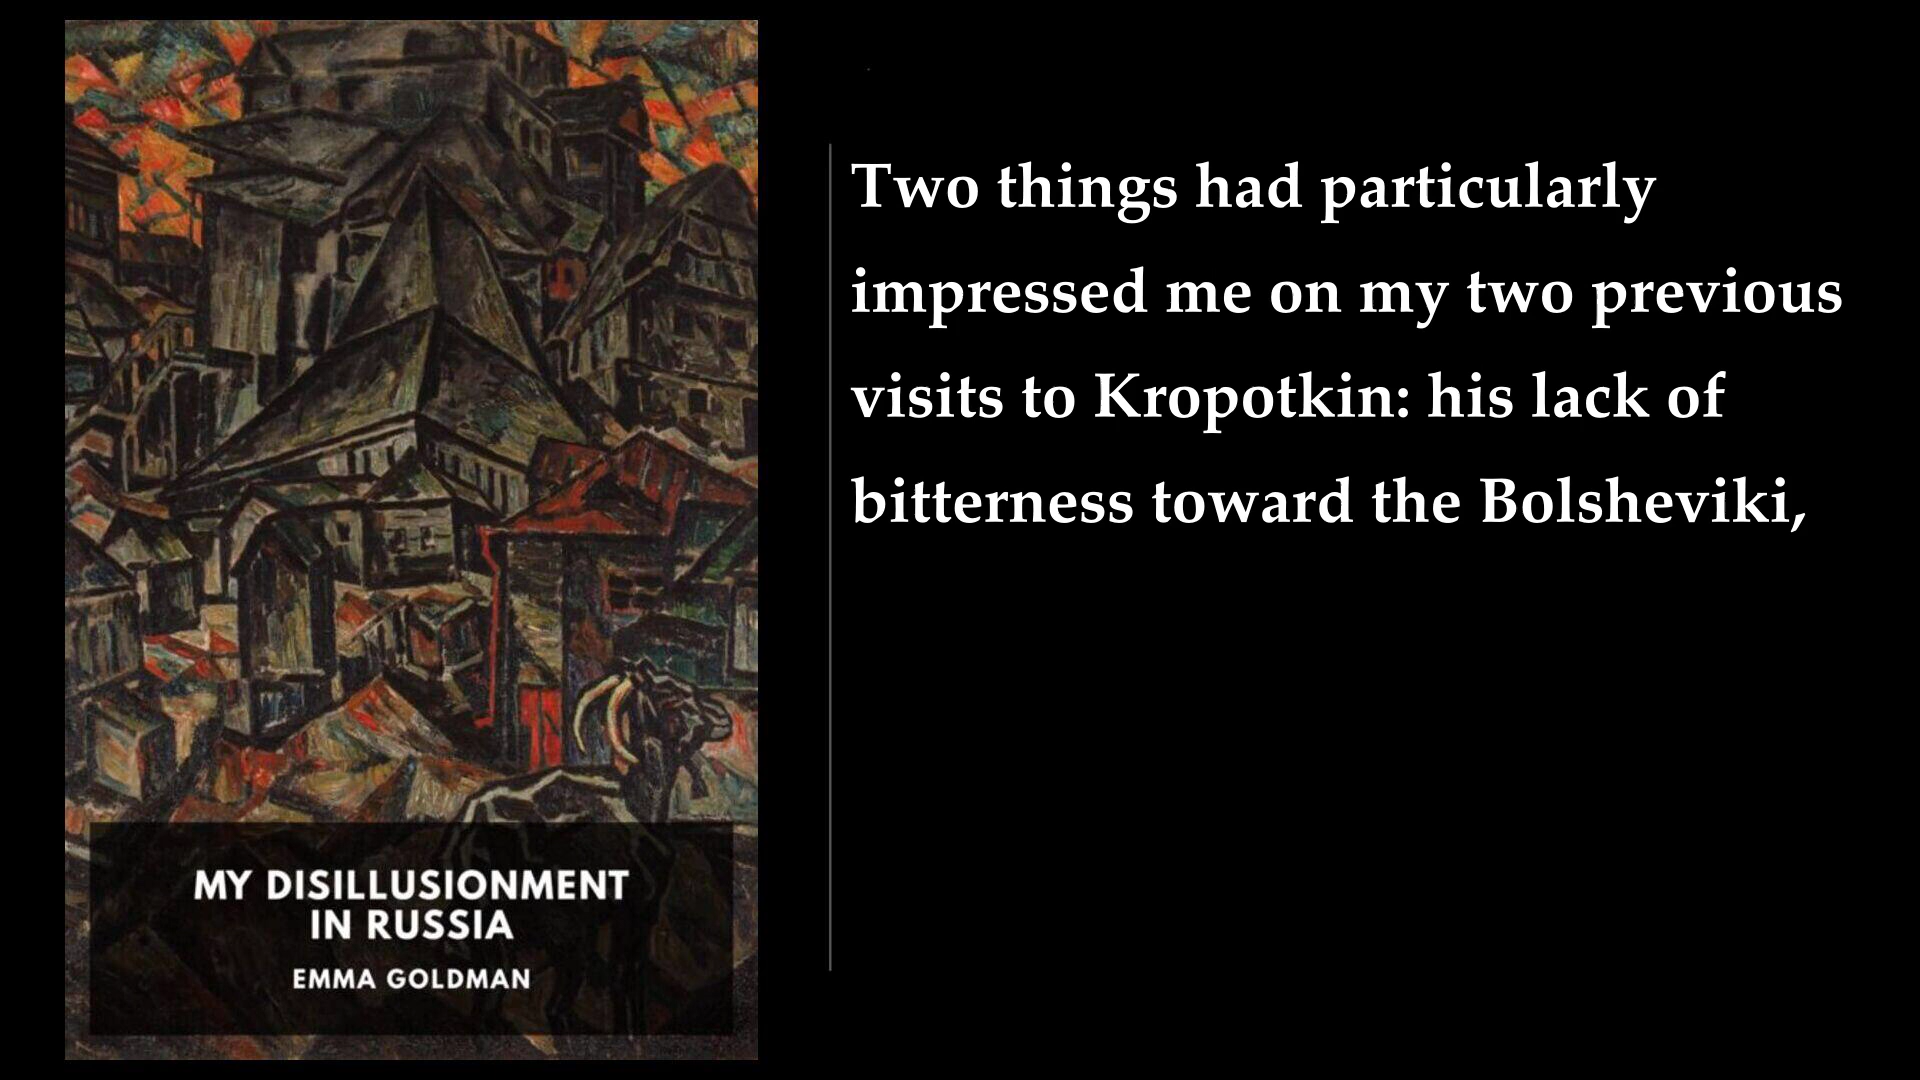 MY DISILLUSIONMENT
IN RUSSIA
EMMA GOLDMAN
Two things had particularly
impressed me on my two previous
visits to Kropotkin: his lack of
bitterness toward the Bolsheviki,